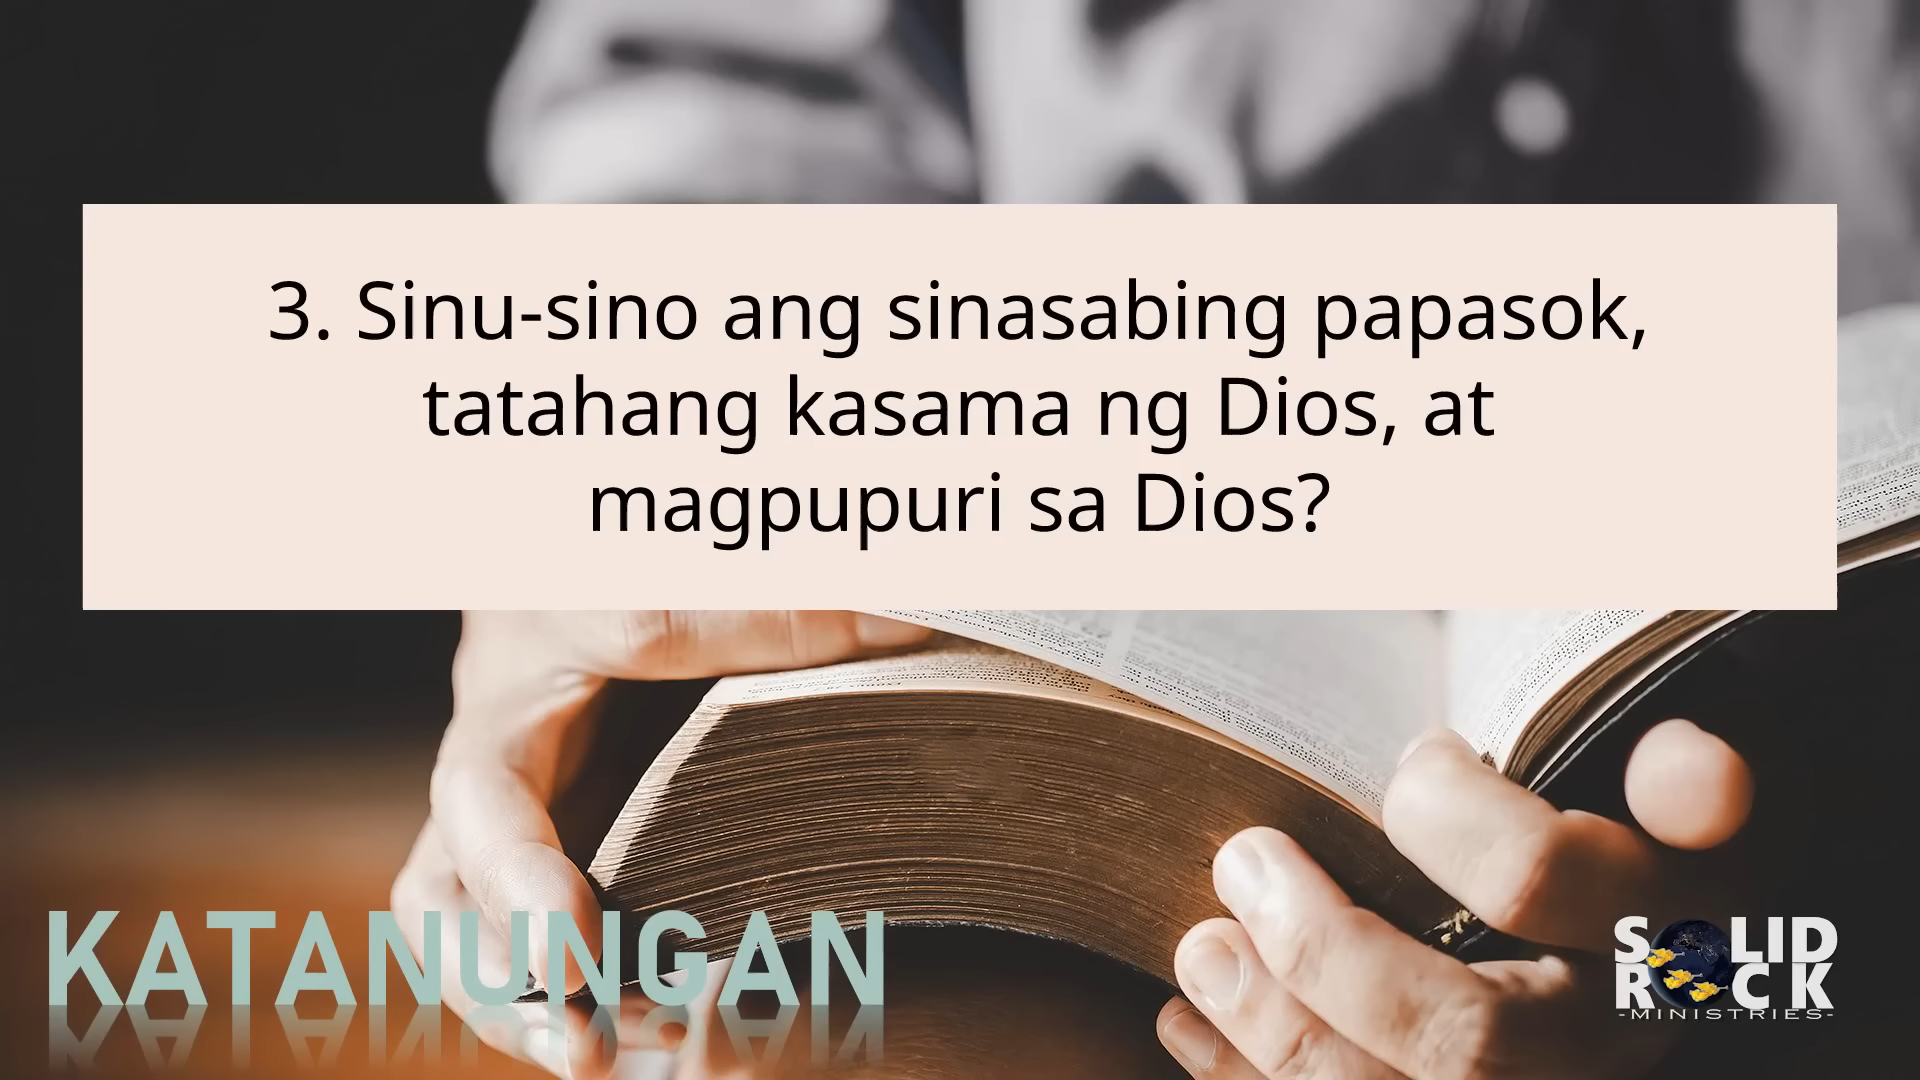 3. Sinu-sino ang sinasabing papasok,
tatahang kasama ng Dios, at
magpupuri sa Dios?
KATANUNGAN
SOLID
ROCK
-MINISTRIES-